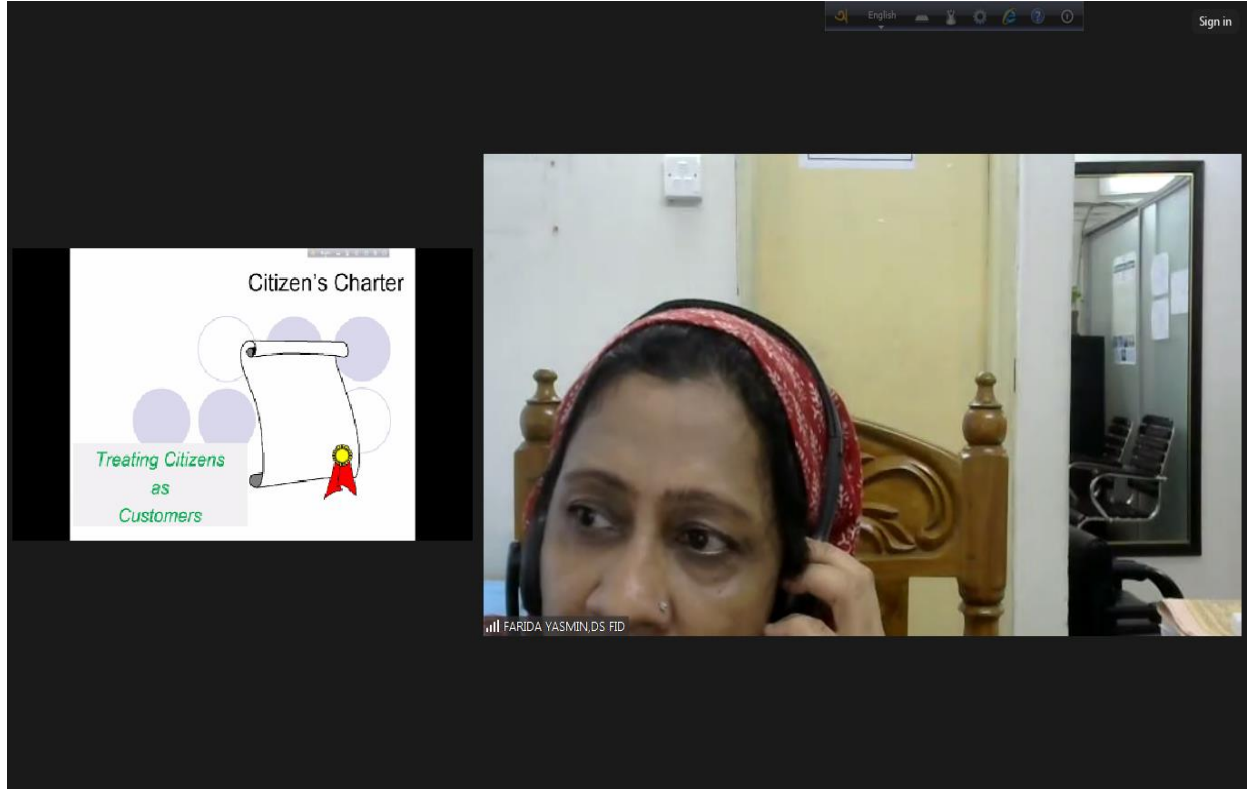 English
Sign in
Citizen's Charter
Treating Citizens
as
Customers
FARIDA YASMIN,DS FID